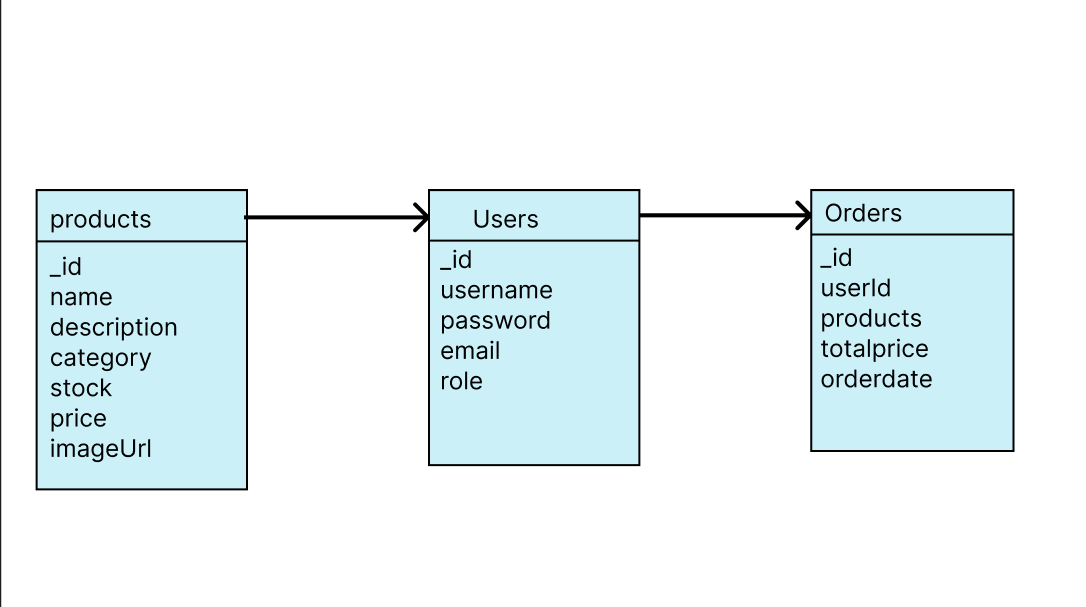 products
_id
name
description
category
stock
price
imageUrl
Users
_id
username
password
email
role
Orders
_id
userId
products
totalprice
orderdate